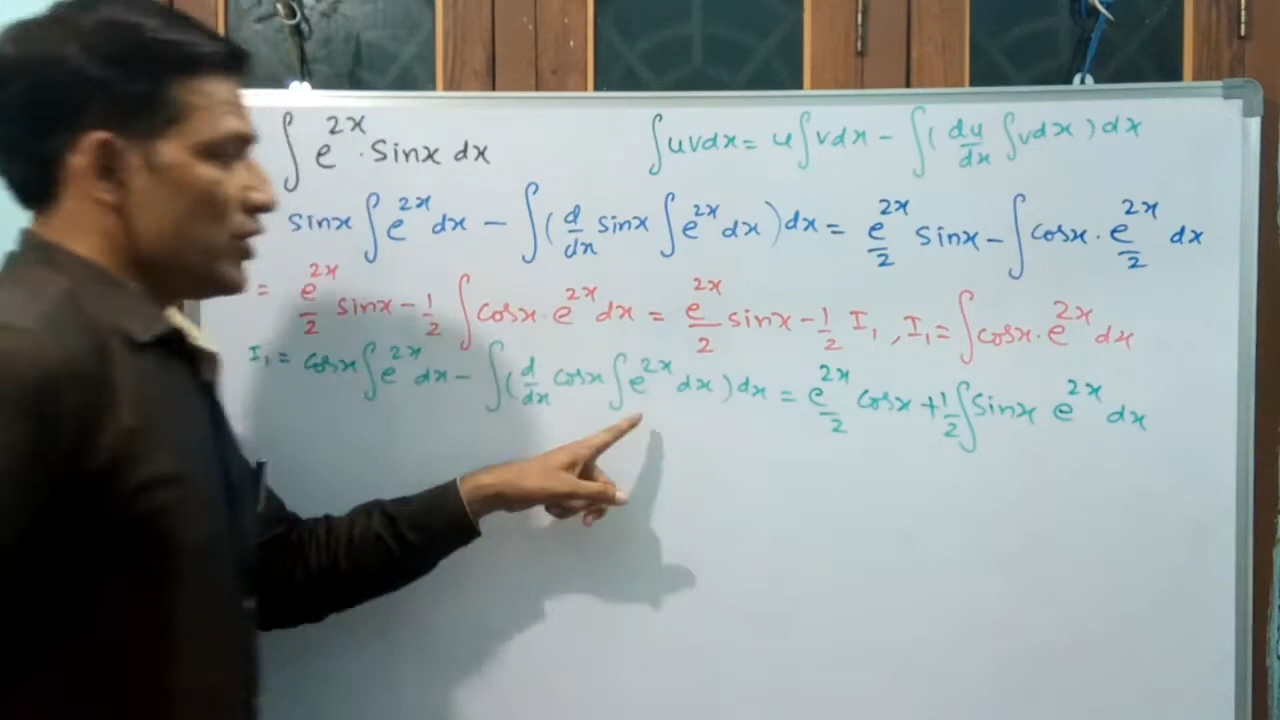 ∫ e^{2x} · Sinx dx    ∫uvdx = u∫vdx - ∫(du/dx ∫vdx)dx
sinx ∫e^{2x} dx - ∫(d/dx sinx ∫e^{2x} dx)dx = e^{2x}/2 sinx - ∫cosx · e^{2x}/2 dx
= e^{2x}/2 sinx - 1/2 ∫cosx · e^{2x} dx = e^{2x}/2 sinx - 1/2 I₁ , I₁ = ∫cosx · e^{2x} dx
I₁ = cosx∫e^{2x} dx - ∫(d/dx cosx ∫e^{2x} dx)dx = e^{2x}/2 cosx + 1/2 ∫Sinx e^{2x} dx